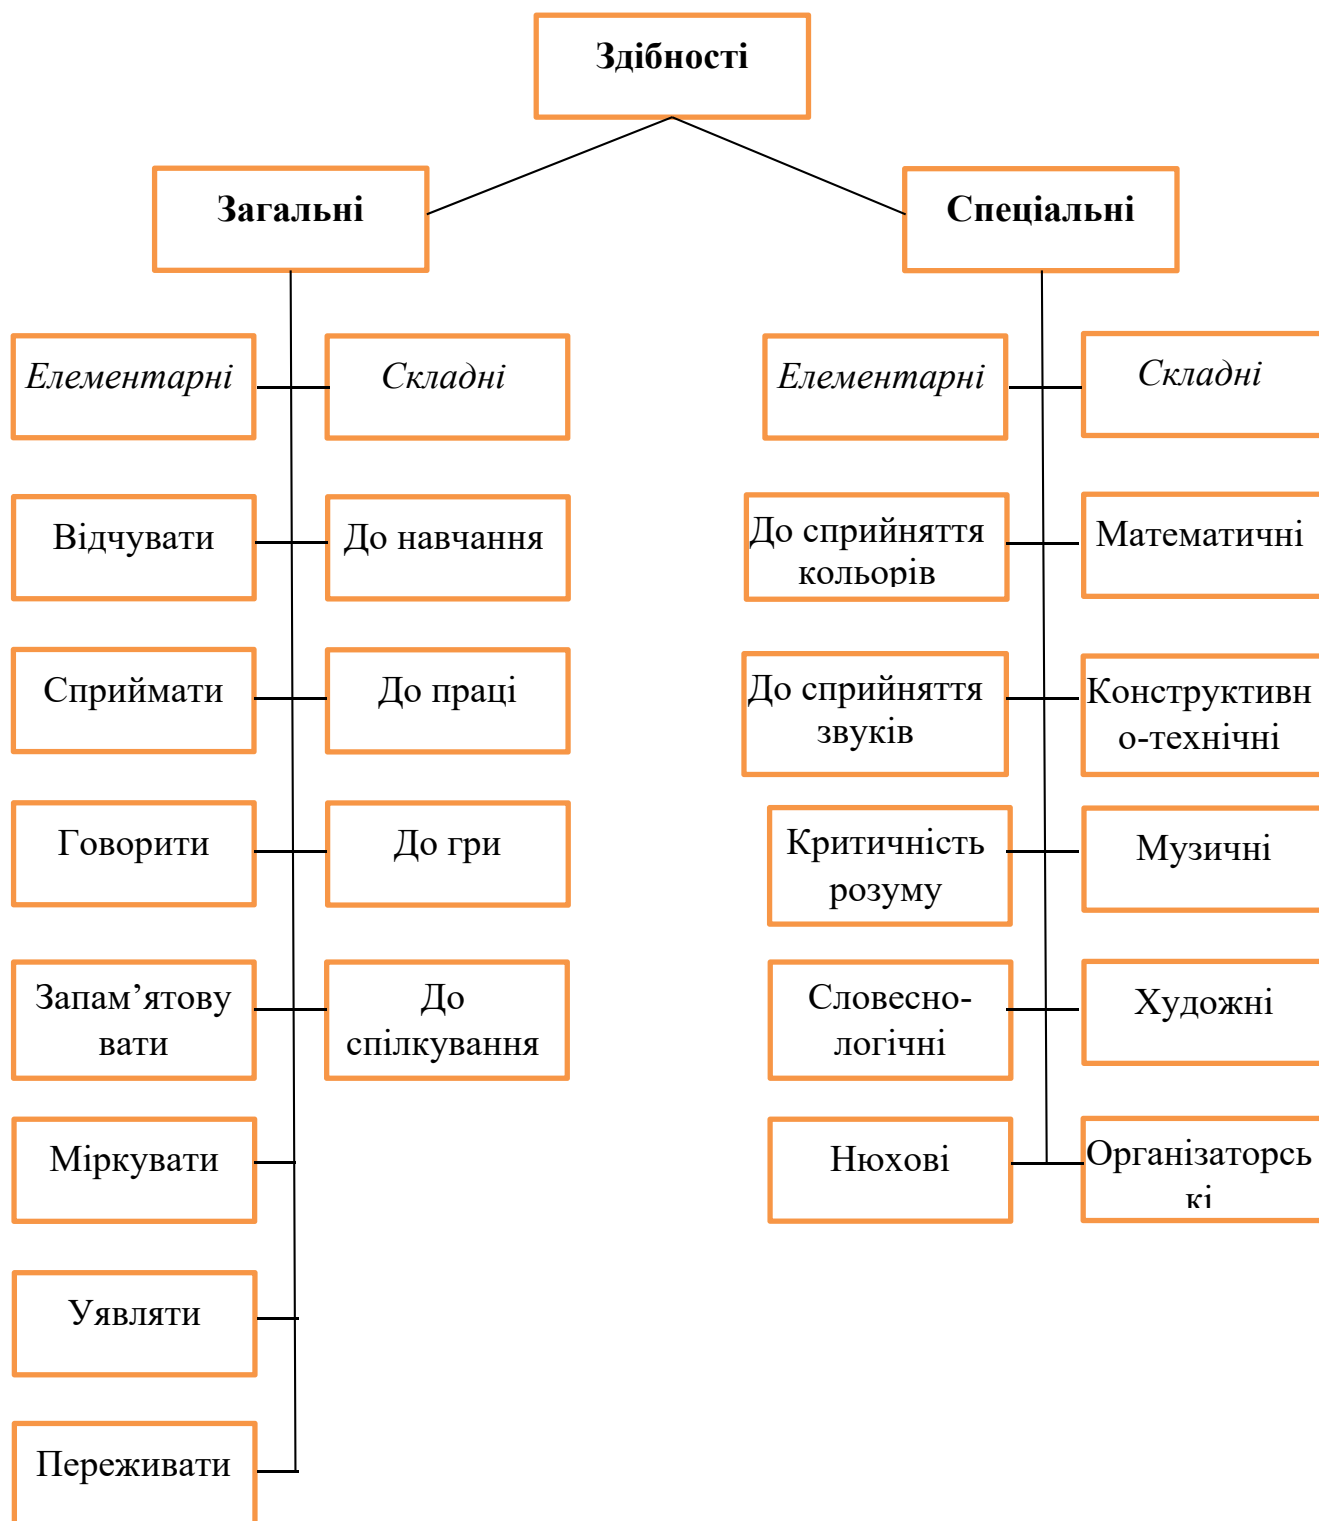 Здібності
Загальні
Спеціальні
Елементарні
Складні
Елементарні
Складні
Відчувати
До навчання
До сприйняття
кольорів
Математичні
Сприймати
До праці
До сприйняття
звуків
Конструктивн
о-технічні
Говорити
До гри
Критичність
розуму
Музичні
Запам’ятову
вати
До
спілкування
Словесно-
логічні
Художні
Міркувати
Нюхові
Організаторсь
кі
Уявляти
Переживати